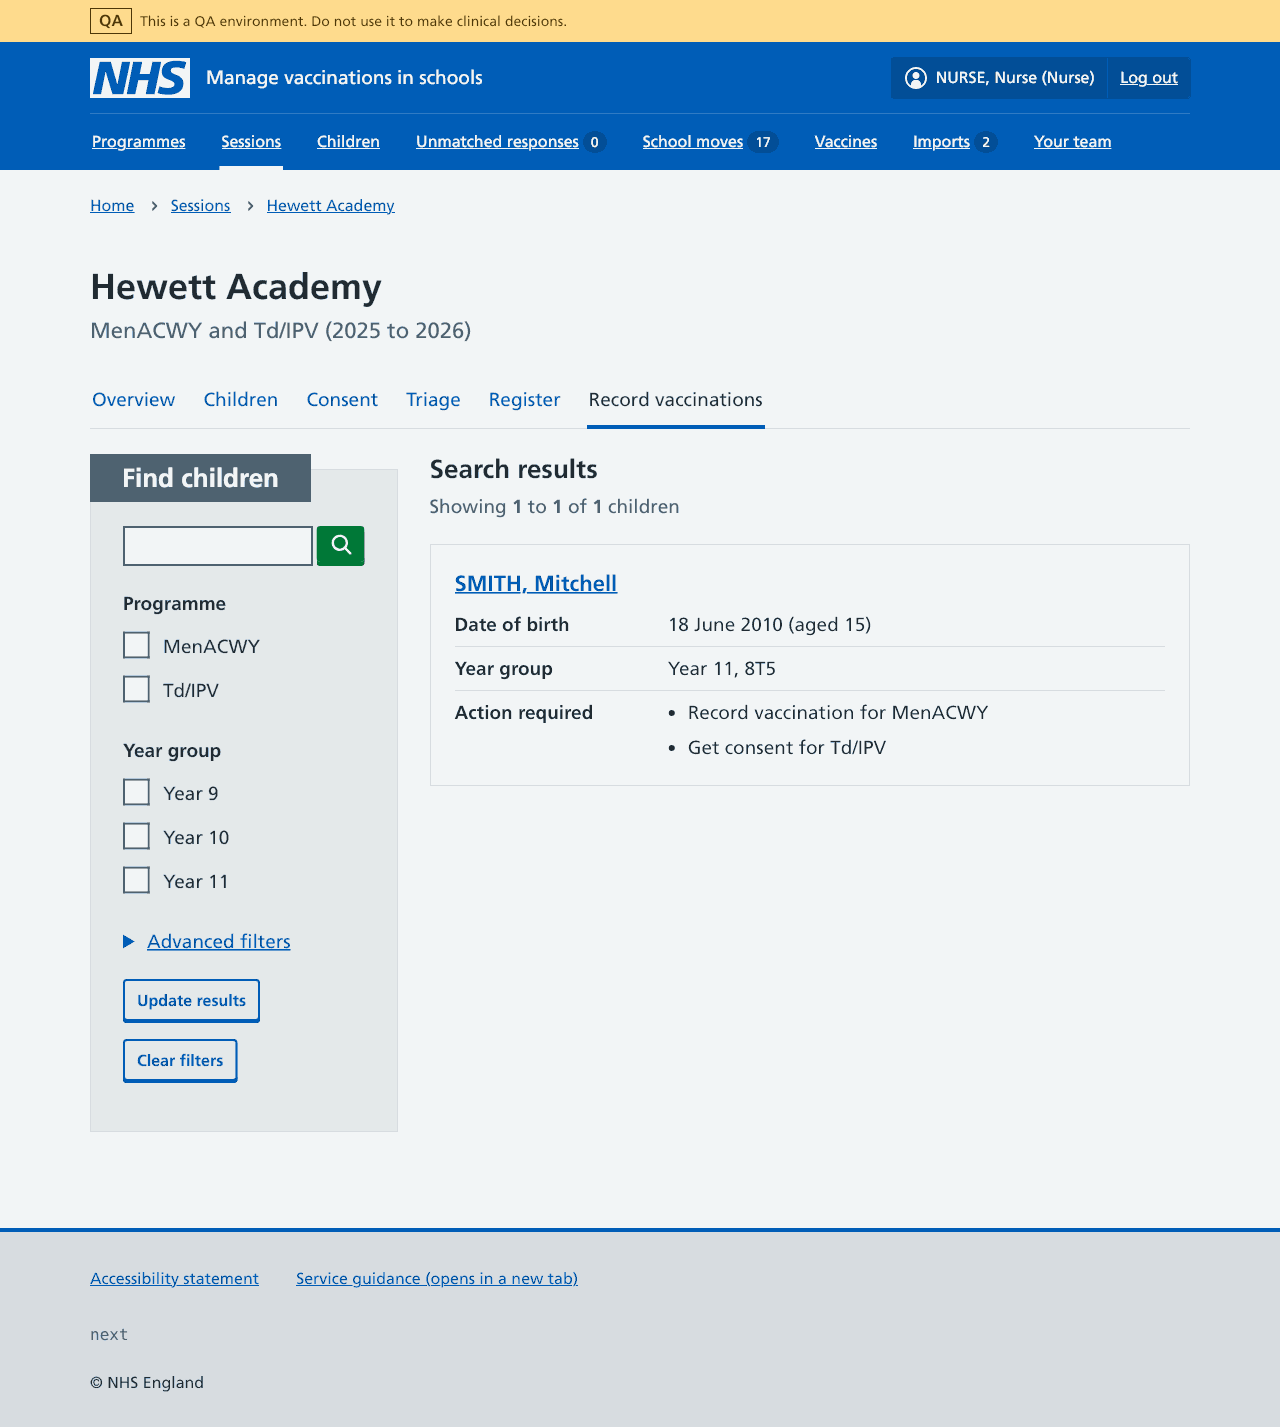 QA This is a QA environment. Do not use it to make clinical decisions.
NHS Manage vaccinations in schools
NURSE, Nurse (Nurse) Log out
Programmes Sessions Children Unmatched responses 0 School moves 17 Vaccines Imports 2 Your team
Home Sessions Hewett Academy
Hewett Academy
MenACWY and Td/IPV (2025 to 2026)
Overview Children Consent Triage Register Record vaccinations
Find children
Programme
MenACWY
Td/IPV
Year group
Year 9
Year 10
Year 11
Advanced filters
Update results
Clear filters
Search results
Showing 1 to 1 of 1 children
SMITH, Mitchell
Date of birth 18 June 2010 (aged 15)
Year group Year 11, 8T5
Action required • Record vaccination for MenACWY
• Get consent for Td/IPV
Accessibility statement Service guidance (opens in a new tab)
next
© NHS England